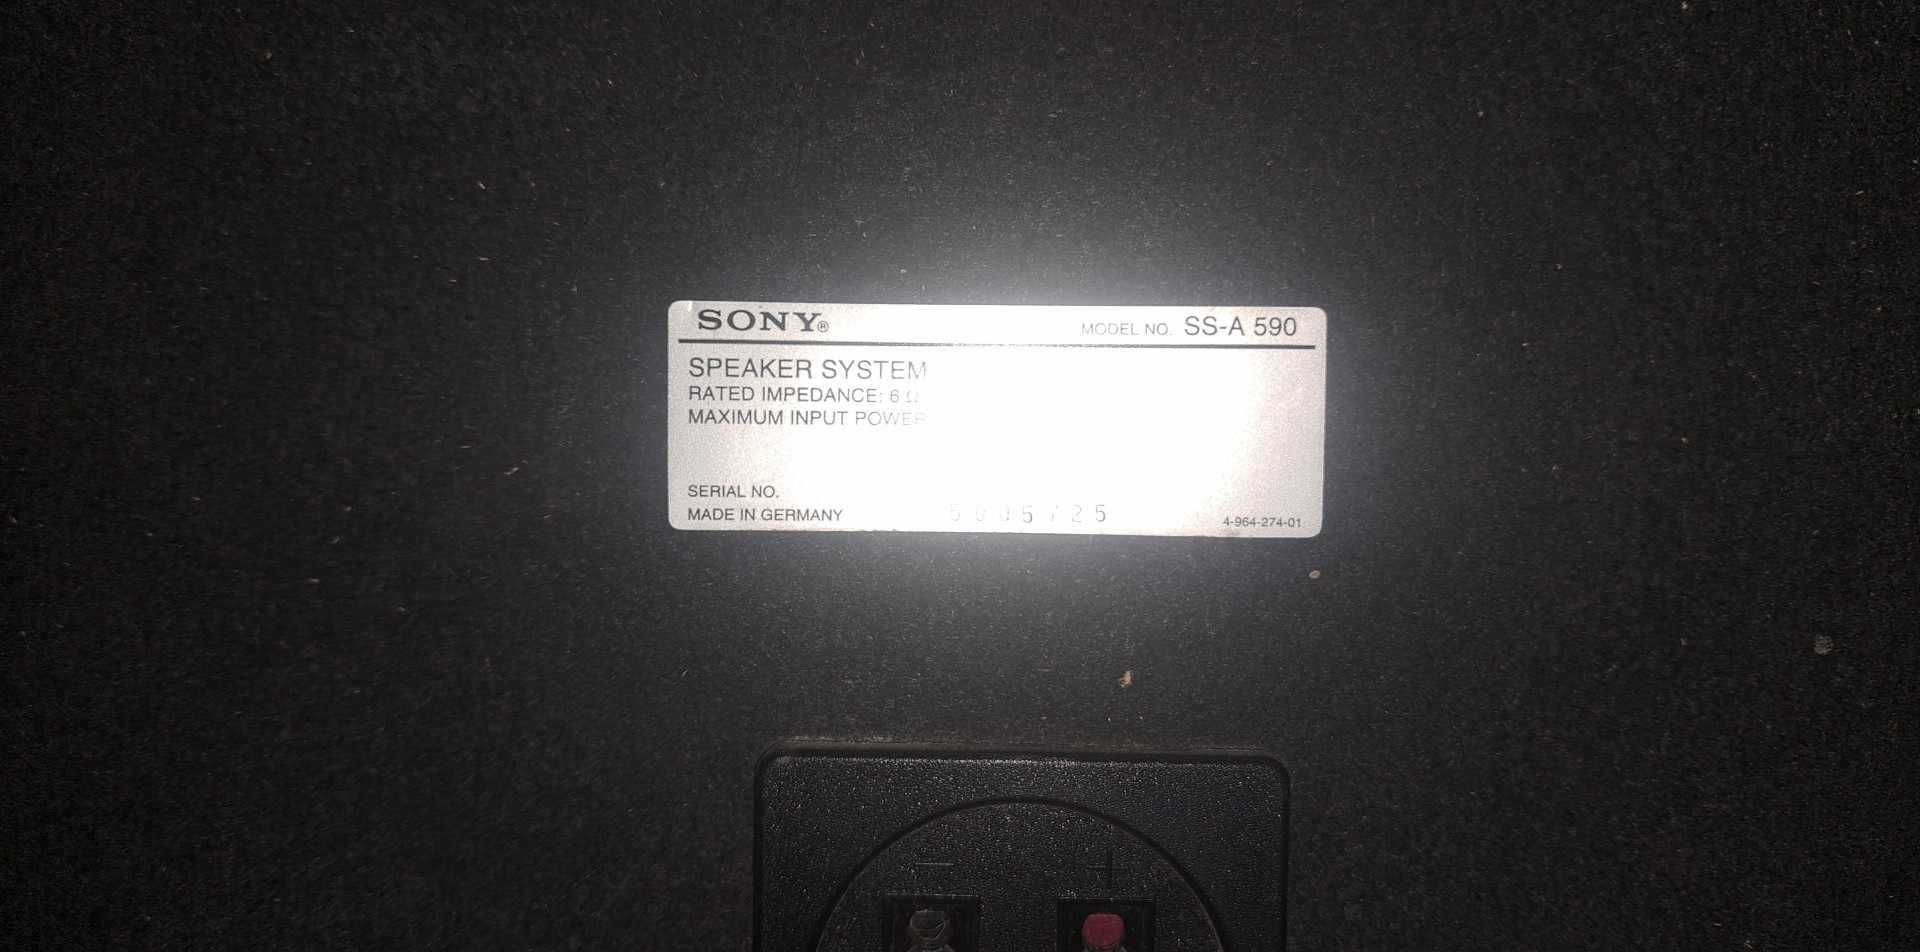 SONY®
MODEL NO. SS-A 590
SPEAKER SYSTEM
RATED IMPEDANCE: 6 Ω
MAXIMUM INPUT POWER
SERIAL NO.
MADE IN GERMANY
4-964-274-01
− +